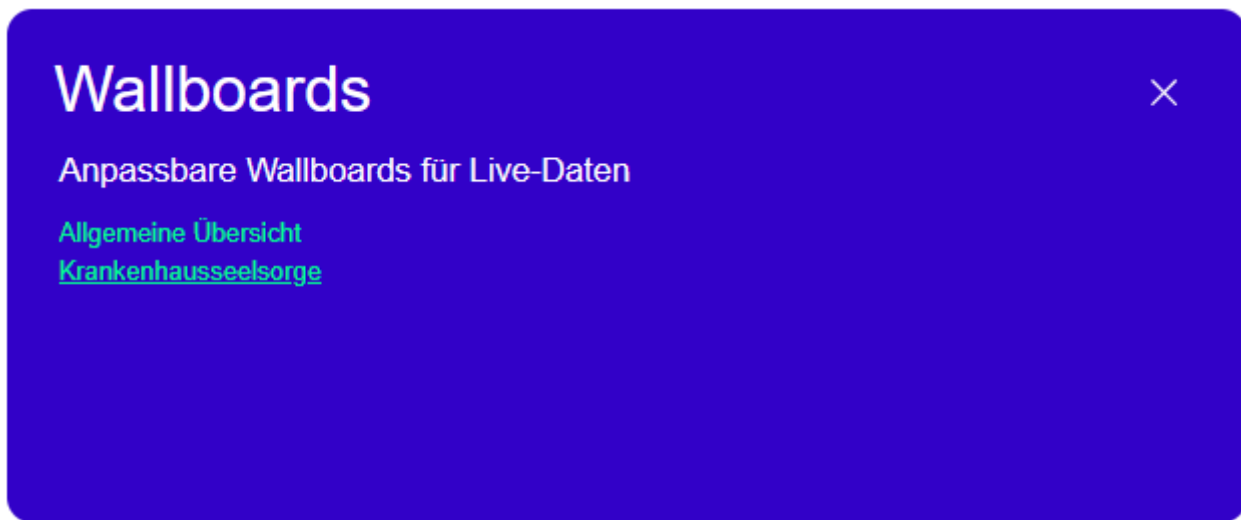 Wallboards
Anpassbare Wallboards für Live-Daten
Allgemeine Übersicht
Krankenhausseelsorge